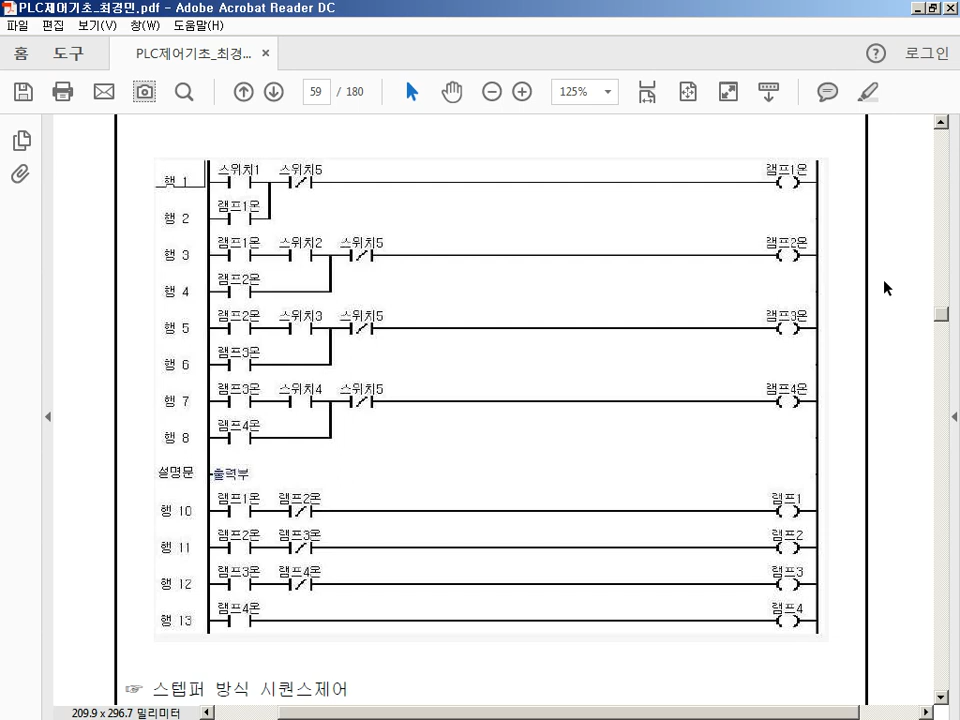 PLC제어기초_최경민.pdf - Adobe Acrobat Reader DC
파일 편집 보기(V) 창(W) 도움말(H)
홈 도구 PLC제어기초_최경... × ? 로그인
59 / 180 125%
스위치1 스위치5 램프1온
행 1
램프1온
행 2
램프1온 스위치2 스위치5 램프2온
행 3
램프2온
행 4
램프2온 스위치3 스위치5 램프3온
행 5
램프3온
행 6
램프3온 스위치4 스위치5 램프4온
행 7
램프4온
행 8
설명문 출력부
램프1온 램프2온 램프1
행 10
램프2온 램프3온 램프2
행 11
램프3온 램프4온 램프3
행 12
램프4온 램프4
행 13
☞ 스텝퍼 방식 시퀀스제어
209.9 x 296.7 밀리미터